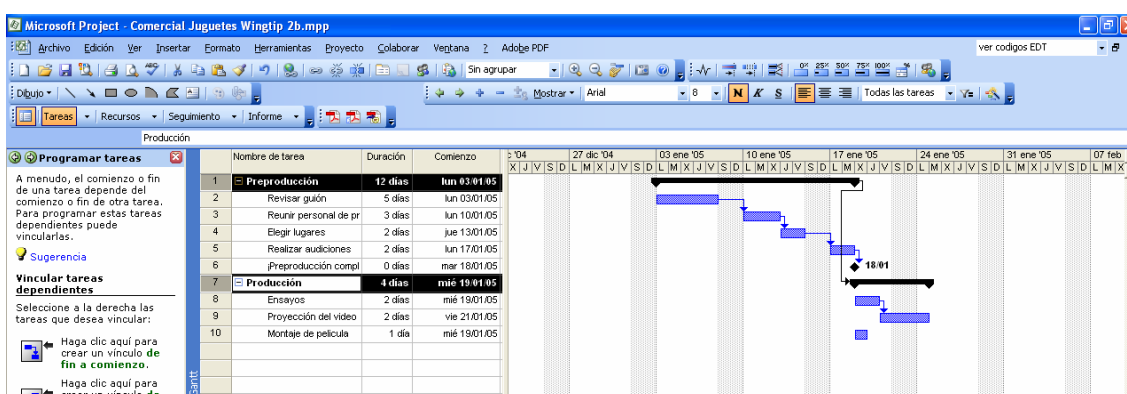 Microsoft Project - Comercial Juguetes Wingtip 2b.mpp
Archivo Edición Ver Insertar Formato Herramientas Proyecto Colaborar Ventana ? Adobe PDF ver codigos EDT
Sin agrupar 0% 25% 50% 75% 100%
Dibujo Mostrar Arial 8 N K S Todas las tareas
Tareas Recursos Seguimiento Informe
Producción
Programar tareas
A menudo, el comienzo o fin
de una tarea depende del
comienzo o fin de otra tarea.
Para programar estas tareas
dependientes puede
vincularlas.
Sugerencia
Vincular tareas
dependientes
Seleccione a la derecha las
tareas que desea vincular:
Haga clic aquí para
crear un vínculo de
fin a comienzo.
Haga clic aquí para
Nombre de tarea Duración Comienzo
'04 27 dic '04 03 ene '05 10 ene '05 17 ene '05 24 ene '05 31 ene '05 07 feb
X J V S D L M X J V S D L M X J V S D L M X J V S D L M X J V S D L M X J V S D L M X J V S D L M X
1 Preproducción 12 días lun 03/01/05
2 Revisar guión 5 días lun 03/01/05
3 Reunir personal de pr 3 días lun 10/01/05
4 Elegir lugares 2 días jue 13/01/05
5 Realizar audiciones 2 días lun 17/01/05
6 ¡Preproducción compl 0 días mar 18/01/05 18/01
7 Producción 4 días mié 19/01/05
8 Ensayos 2 días mié 19/01/05
9 Proyección del video 2 días vie 21/01/05
10 Montaje de pelicula 1 día mié 19/01/05